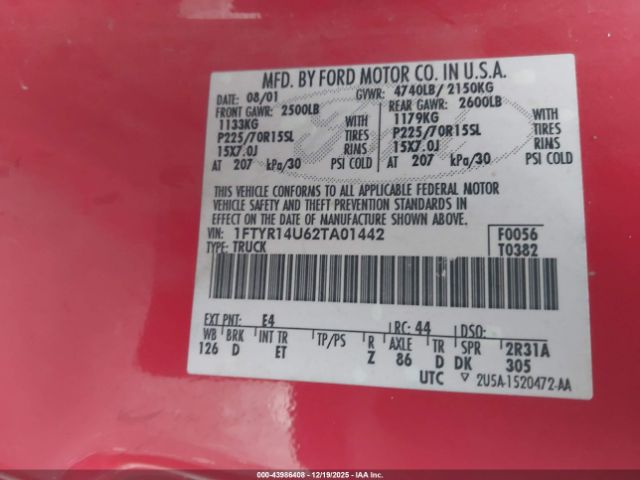 MFD. BY FORD MOTOR CO. IN U.S.A.
DATE: 08/01 GVWR: 4740LB/ 2150KG
FRONT GAWR: 2500LB REAR GAWR: 2600LB
1133KG WITH 1179KG WITH
P225/70R15SL TIRES P225/70R15SL TIRES
15X7.0J RIMS 15X7.0J RIMS
AT 207 kPa/30 PSI COLD AT 207 kPa/30 PSI COLD
THIS VEHICLE CONFORMS TO ALL APPLICABLE FEDERAL MOTOR
VEHICLE SAFETY AND THEFT PREVENTION STANDARDS IN
EFFECT ON THE DATE OF MANUFACTURE SHOWN ABOVE.
VIN: 1FTYR14U62TA01442 F0056
TYPE: TRUCK T0382
EXT PNT: E4 RC: 44 DSO:
WB BRK INT TR TP/PS R AXLE TR SPR 2R31A
126 D ET Z 86 D DK 305
UTC 2U5A-1520472-AA
000-43986408 - 12/19/2025 - IAA Inc.